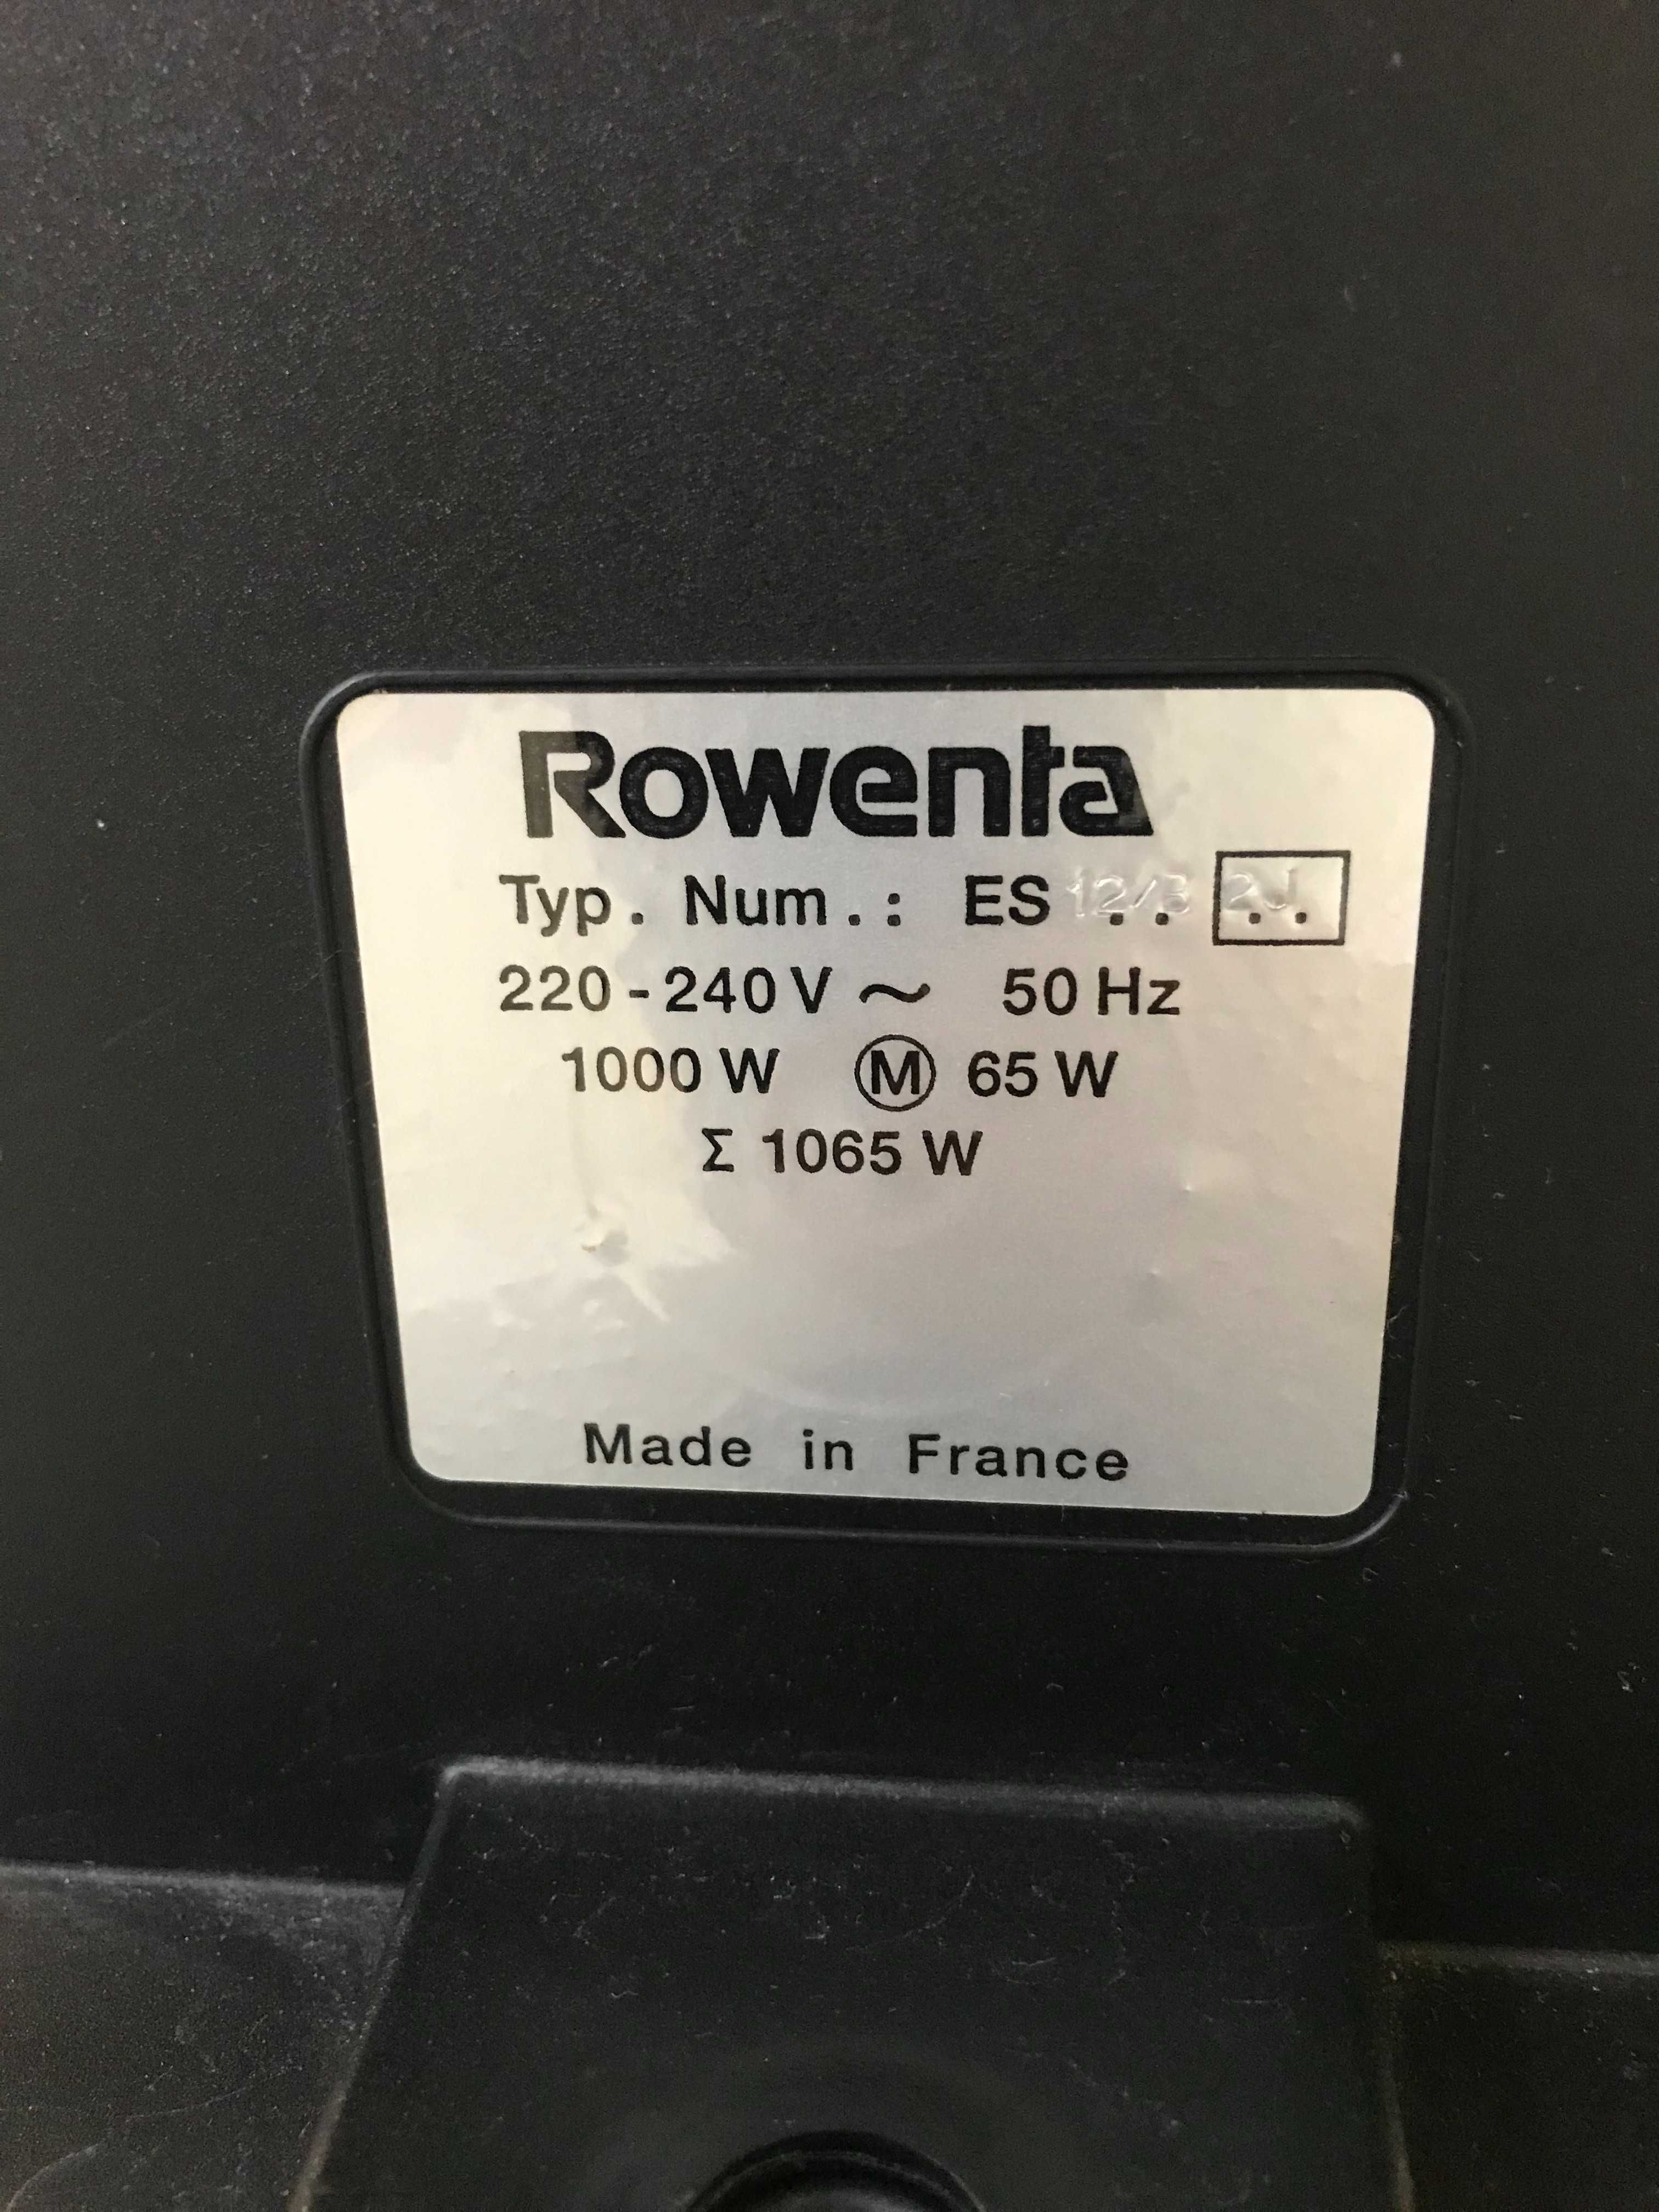 Rowenta
Typ. Num.: ES .. ..
220-240V ~ 50 Hz
1000 W Ⓜ 65 W
Σ 1065 W
Made in France